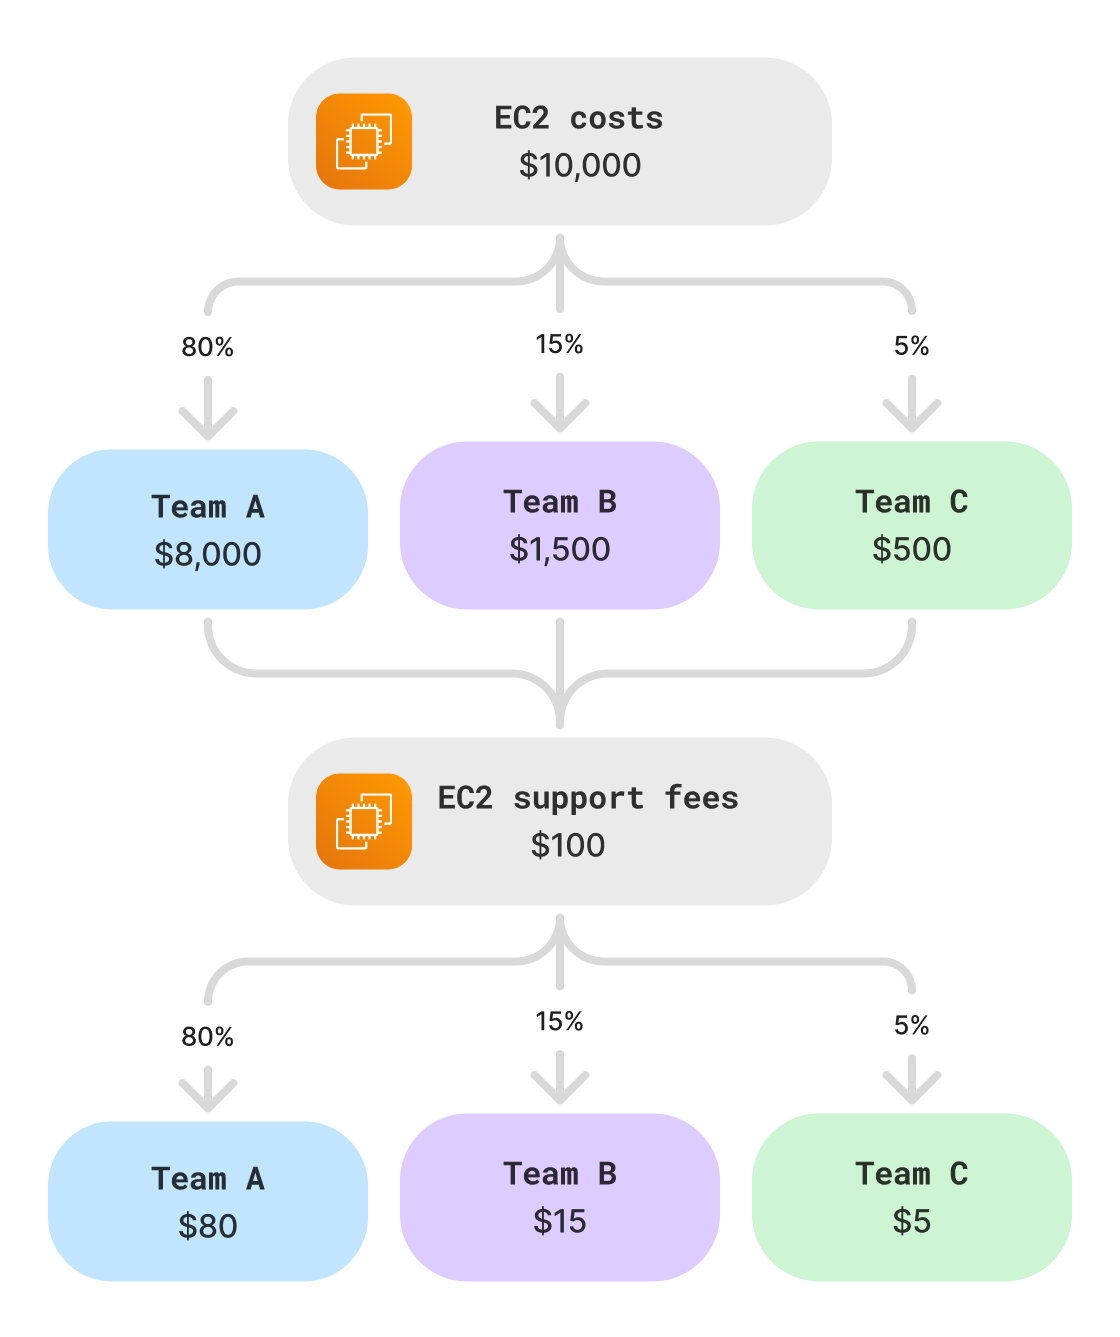 EC2 costs
$10,000
80%
15%
5%
Team A
$8,000
Team B
$1,500
Team C
$500
EC2 support fees
$100
80%
15%
5%
Team A
$80
Team B
$15
Team C
$5